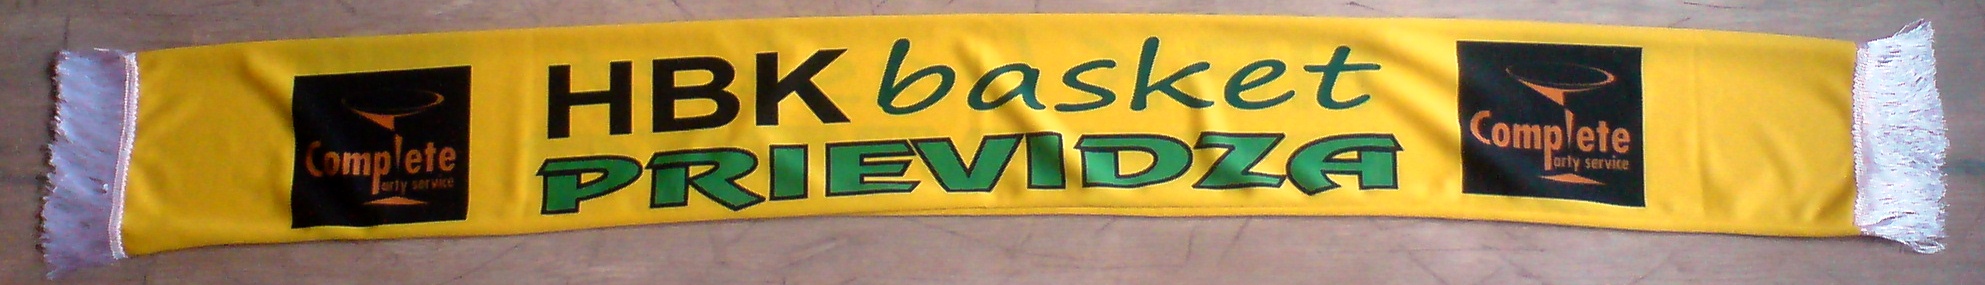 HBK basket
PRIEVIDZA
Complete
Party service
Complete
Party service